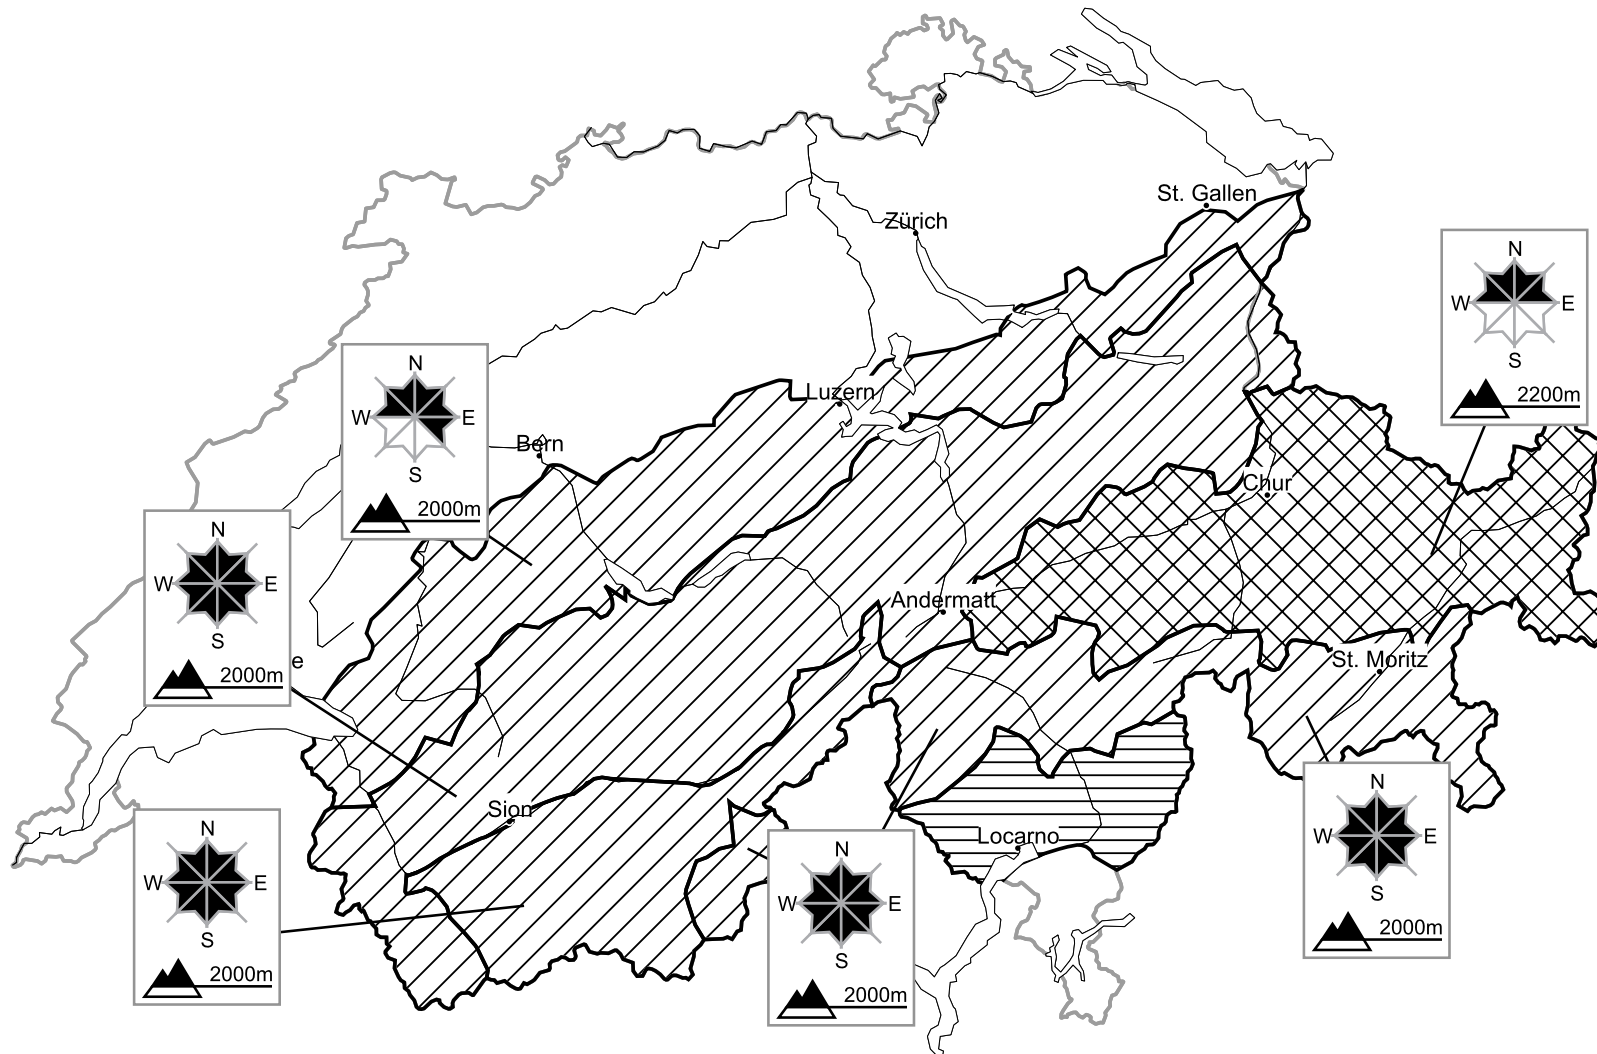 St. Gallen
Zürich
N
W E
S
2200m
N
W E
S
2000m
Luzern
Bern
Chur
N
W E
S
2000m
Andermatt
e
St. Moritz
Sion
Locarno
N
W E
S
2000m
N
W E
S
2000m
N
W E
S
2000m